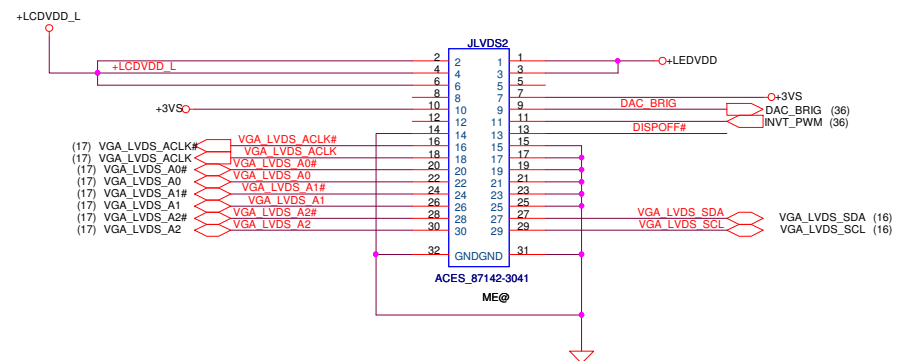 +LCDVDD_L
JLVDS2
+LCDVDD_L 2 2 1 1 +LEDVDD
4 4 3 3
6 6 5 5
8 8 7 7 +3VS
+3VS 10 10 9 9 DAC_BRIG DAC_BRIG (36)
12 12 11 11 INVT_PWM (36)
14 14 13 13 DISPOFF#
(17) VGA_LVDS_ACLK# VGA_LVDS_ACLK# 16 16 15 15
(17) VGA_LVDS_ACLK VGA_LVDS_ACLK 18 18 17 17
(17) VGA_LVDS_A0# VGA_LVDS_A0# 20 20 19 19
(17) VGA_LVDS_A0 VGA_LVDS_A0 22 22 21 21
(17) VGA_LVDS_A1# VGA_LVDS_A1# 24 24 23 23
(17) VGA_LVDS_A1 VGA_LVDS_A1 26 26 25 25
(17) VGA_LVDS_A2# VGA_LVDS_A2# 28 28 27 27 VGA_LVDS_SDA VGA_LVDS_SDA (16)
(17) VGA_LVDS_A2 VGA_LVDS_A2 30 30 29 29 VGA_LVDS_SCL VGA_LVDS_SCL (16)
32 GNDGND 31
ACES_87142-3041
ME@